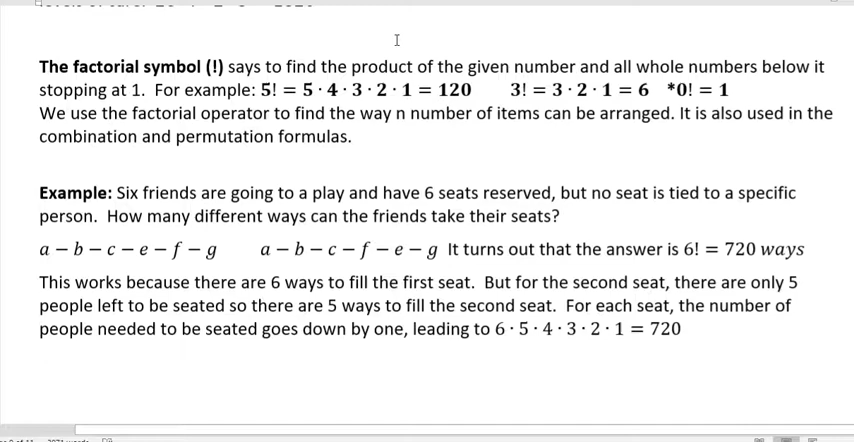 The factorial symbol (!) says to find the product of the given number and all whole numbers below it
stopping at 1. For example: 5! = 5 · 4 · 3 · 2 · 1 = 120 3! = 3 · 2 · 1 = 6 *0! = 1
We use the factorial operator to find the way n number of items can be arranged. It is also used in the
combination and permutation formulas.
Example: Six friends are going to a play and have 6 seats reserved, but no seat is tied to a specific
person. How many different ways can the friends take their seats?
a − b − c − e − f − g a − b − c − f − e − g It turns out that the answer is 6! = 720 ways
This works because there are 6 ways to fill the first seat. But for the second seat, there are only 5
people left to be seated so there are 5 ways to fill the second seat. For each seat, the number of
people needed to be seated goes down by one, leading to 6 · 5 · 4 · 3 · 2 · 1 = 720